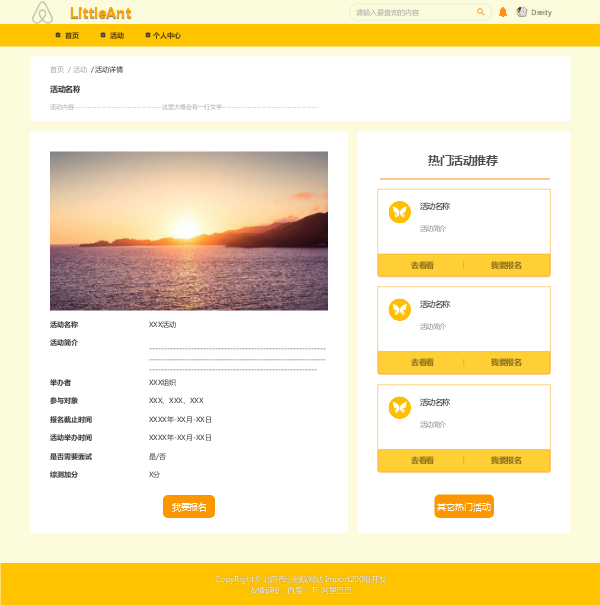 LittleAnt
请输入要查询的内容
Dreity
首页
活动
个人中心
首页 / 活动 / 活动详情
活动名称
活动内容-----------------------------这里大概会有一行文字-----------------------------
热门活动推荐
XXX活动
活动名称
活动简介
举办者
XXX组织
参与对象
XXX、XXX、XXX
报名截止时间
XXXX年-XX月-XX日
活动举办时间
XXXX年-XX月-XX日
是否需要面试
是/否
综测加分
X分
我要报名
活动名称
活动简介
去看看 | 我要报名
活动名称
活动简介
去看看 | 我要报名
活动名称
活动简介
去看看 | 我要报名
其它热门活动
CopyRight ©
友情链接
百度一下
阿里巴巴